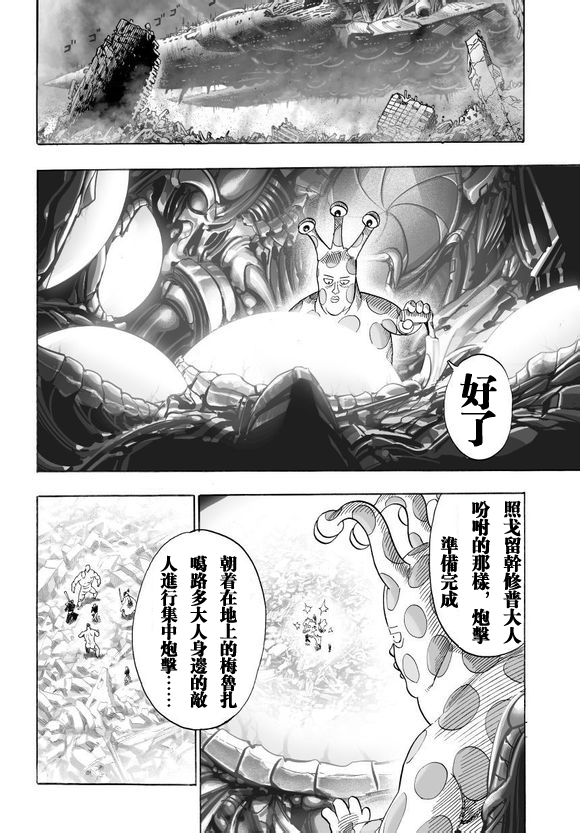 ゴゴゴ
ゴゴ
好了
照戈留幹修普大人
吩咐的那樣，炮擊
準備完成
朝着在地上的梅魯扎
噶路多大人身邊的敵
人進行集中炮擊……